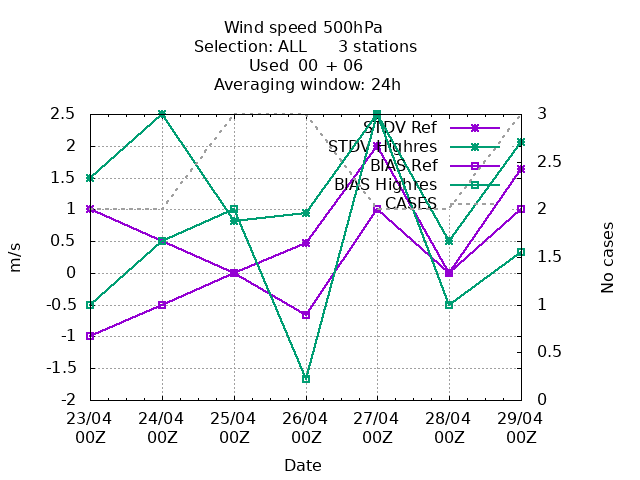 Wind speed 500hPa
Selection: ALL 3 stations
Used 00 + 06
Averaging window: 24h
STDV Ref
STDV Highres
BIAS Ref
BIAS Highres
CASES
2.5
2
1.5
1
0.5
0
-0.5
-1
-1.5
-2
m/s
3
2.5
2
1.5
1
0.5
0
No cases
23/04 24/04 25/04 26/04 27/04 28/04 29/04
00Z 00Z 00Z 00Z 00Z 00Z 00Z
Date